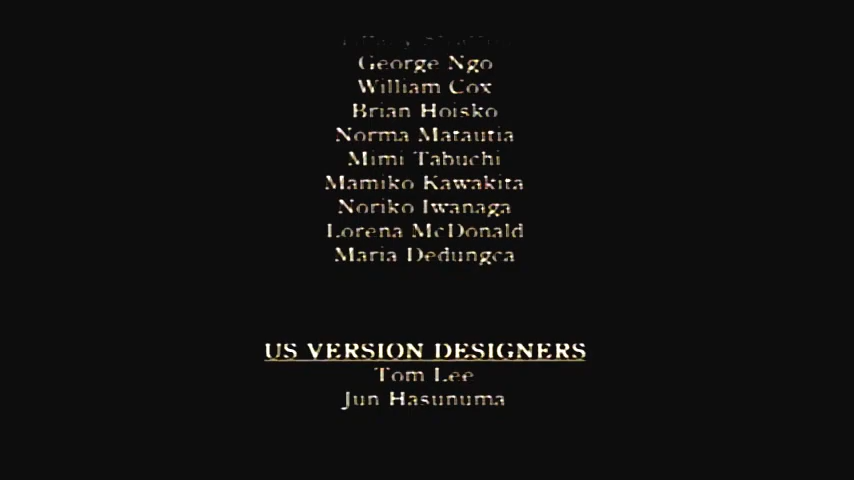 George Ngo
William Cox
Brian Hoisko
Norma Matautia
Mimi Tabuchi
Mamiko Kawakita
Noriko Iwanaga
Lorena McDonald
Maria Dedungca
US VERSION DESIGNERS
Tom Lee
Jun Hasunuma